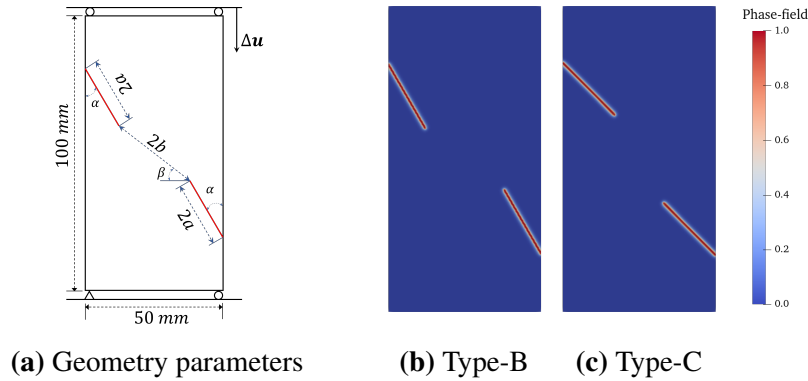 Δu
2a
α
100 mm
2b
β
α
2a
50 mm
Phase-field
1.0
0.8
0.6
0.4
0.2
0.0
(a) Geometry parameters
(b) Type-B
(c) Type-C